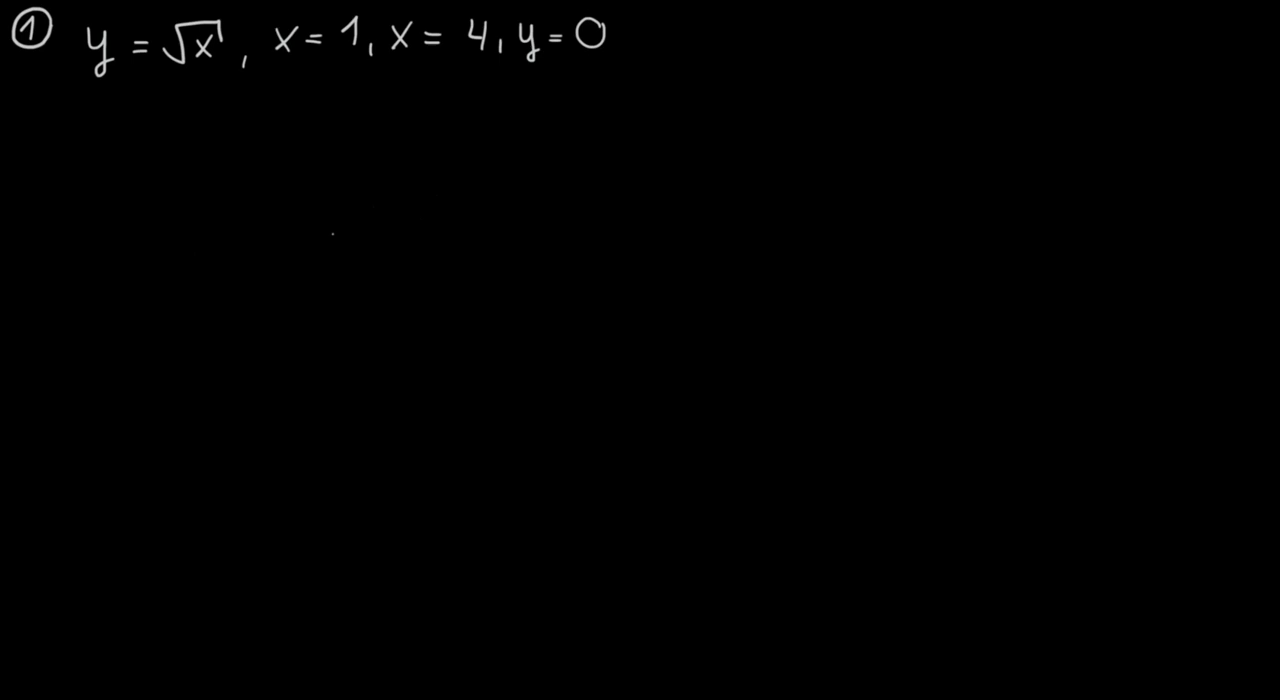 ① y = √x, x = 1, x = 4, y = 0